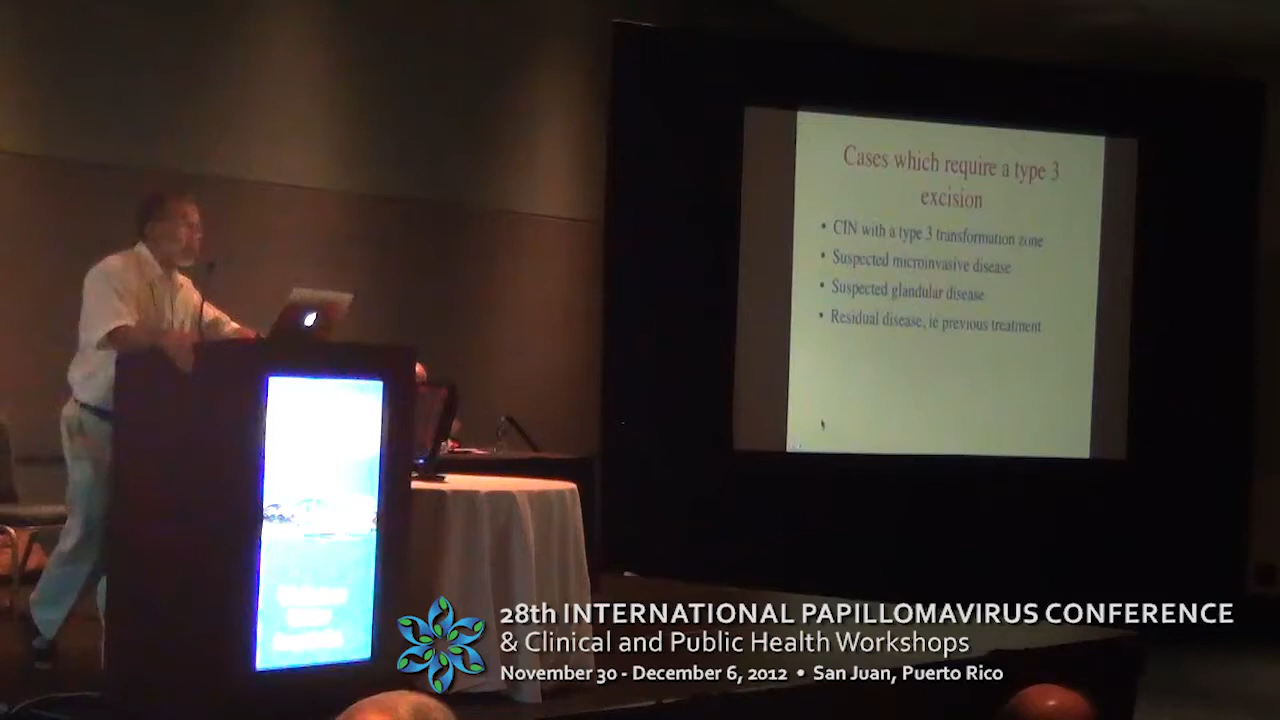 Cases which require a type 3
excision
• CIN with a type 3 transformation zone
• Suspected microinvasive disease
• Suspected glandular disease
• Residual disease, ie previous treatment
28th INTERNATIONAL PAPILLOMAVIRUS CONFERENCE
& Clinical and Public Health Workshops
November 30 - December 6, 2012 • San Juan, Puerto Rico